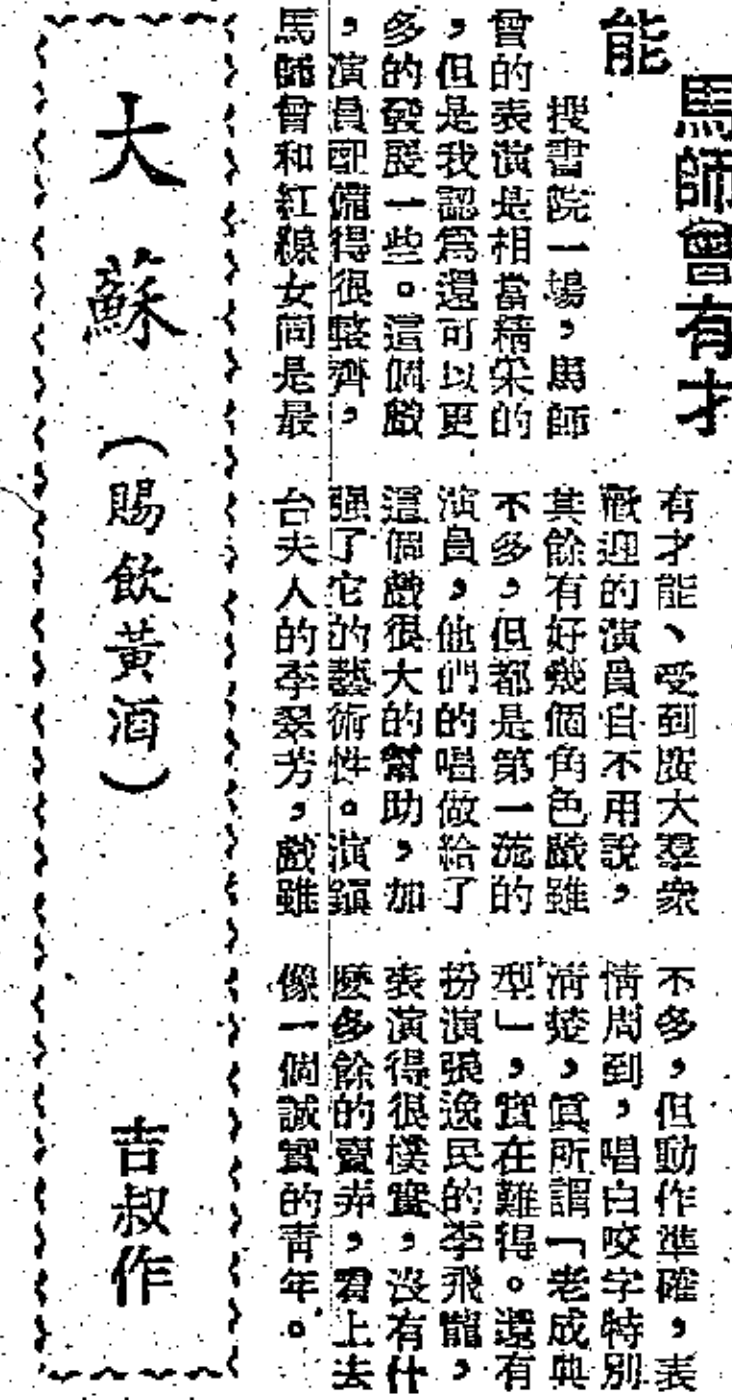 馬師曾有才
能
搜書院一場，馬師
曾的表演是相當精采的
，但是我認爲還可以更
多的發展一些。這個戲
，演員配備得很整齊，
馬師曾和紅線女同是最
有才能、受到廣大羣衆
歡迎的演員自不用說，
其餘有好幾個角色戲雖
不多，但都是第一流的
演員，他們的唱做給了
這個戲很大的幫助，加
强了它的藝術性。演鎭
台夫人的李翠芳，戲雖
不多，但動作準確，表
情周到，唱白咬字特別
淸楚，眞所謂「老成典
型」，實在難得。還有
扮演張逸民的李飛龍，
表演得很樸實，沒有什
麽多餘的賣弄，看上去
像一個誠實的靑年。
大蘇（賜飲黃酒）吉叔作